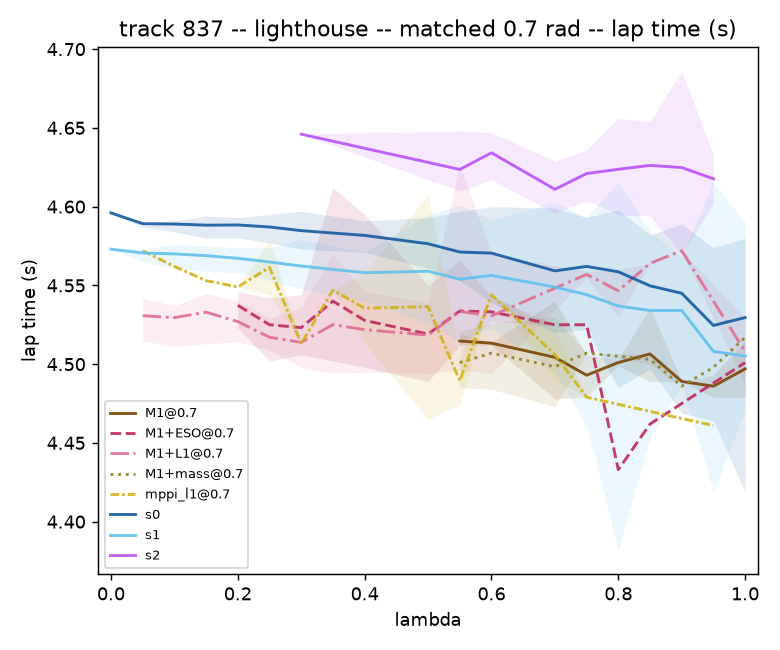 track 837 -- lighthouse -- matched 0.7 rad -- lap time (s)
4.70
4.65
4.60
4.55
4.50
4.45
4.40
lap time (s)
M1@0.7
M1+ESO@0.7
M1+L1@0.7
M1+mass@0.7
mppi_l1@0.7
s0
s1
s2
0.0 0.2 0.4 0.6 0.8 1.0
lambda